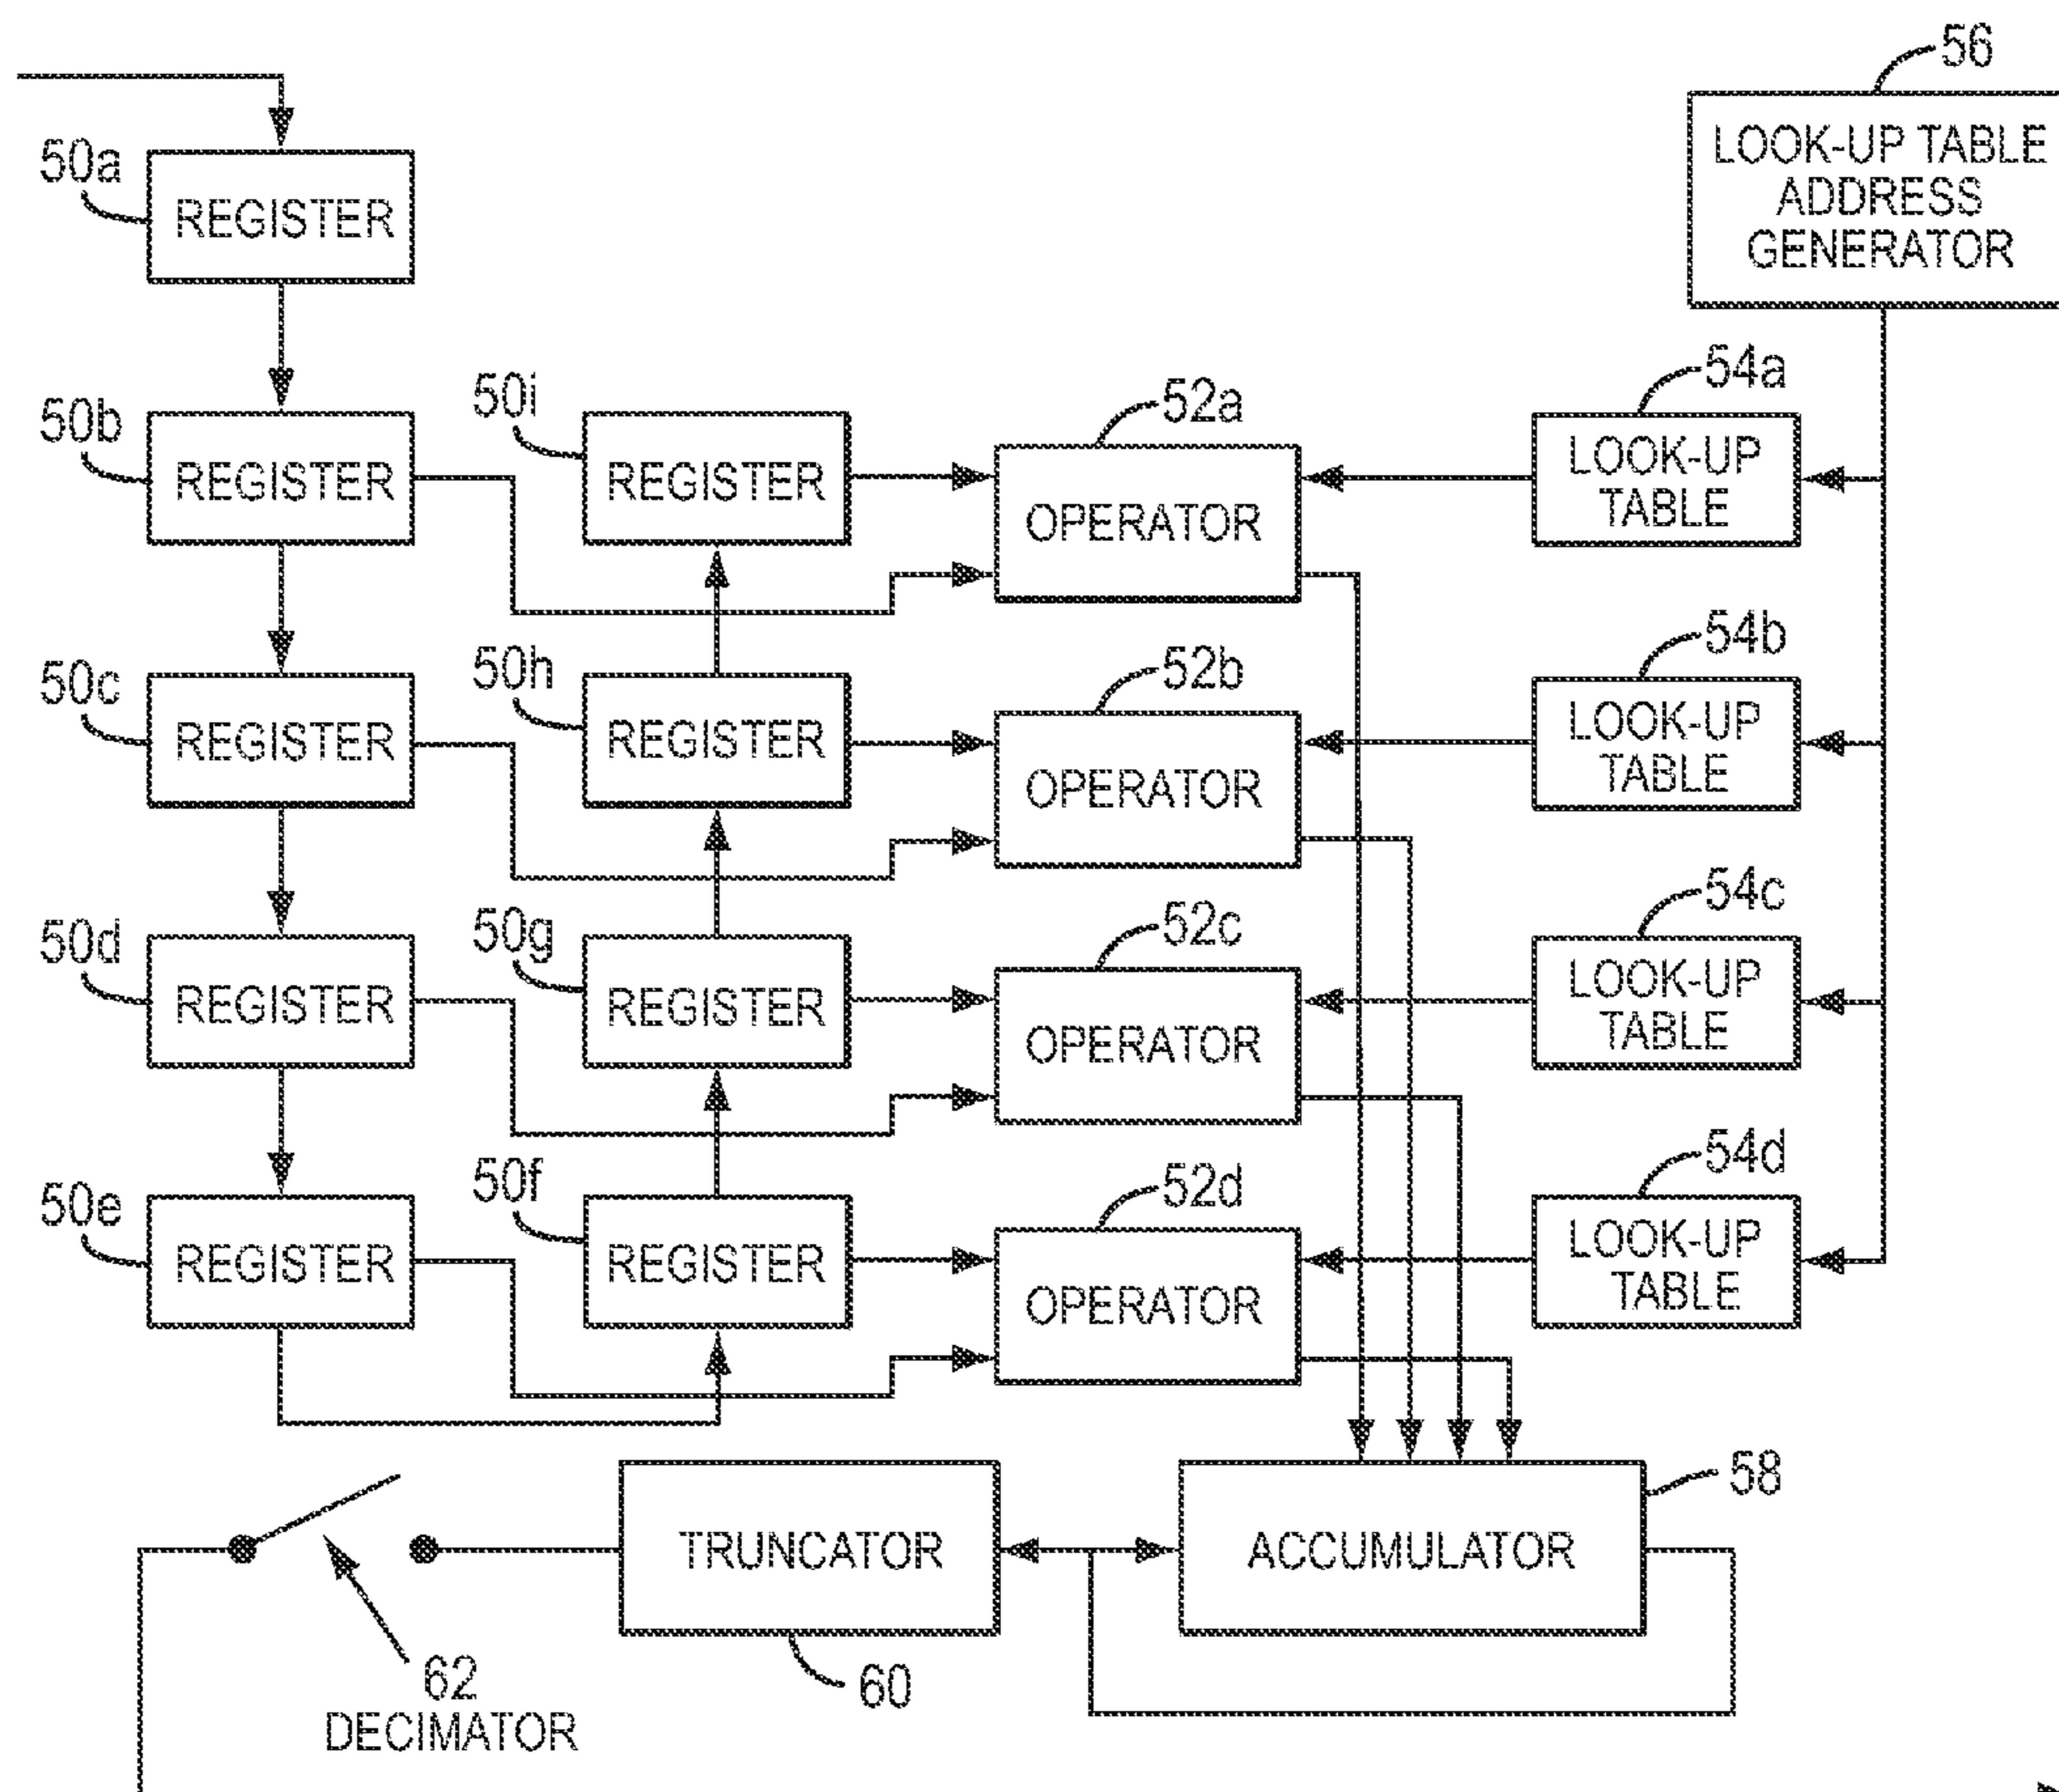 56
LOOK-UP TABLE
ADDRESS
GENERATOR
50a
REGISTER
54a
50b
REGISTER
50i
REGISTER
52a
OPERATOR
LOOK-UP
TABLE
54b
50c
REGISTER
50h
REGISTER
52b
OPERATOR
LOOK-UP
TABLE
54c
50d
REGISTER
50g
REGISTER
52c
OPERATOR
LOOK-UP
TABLE
54d
50e
REGISTER
50f
REGISTER
52d
OPERATOR
LOOK-UP
TABLE
58
TRUNCATOR
ACCUMULATOR
62
DECIMATOR
60